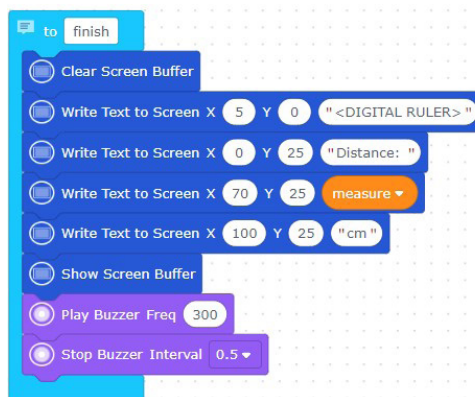 to finish
Clear Screen Buffer
Write Text to Screen X 5 Y 0 "<DIGITAL RULER>"
Write Text to Screen X 0 Y 25 "Distance: "
Write Text to Screen X 70 Y 25 measure
Write Text to Screen X 100 Y 25 "cm"
Show Screen Buffer
Play Buzzer Freq 300
Stop Buzzer Interval 0.5